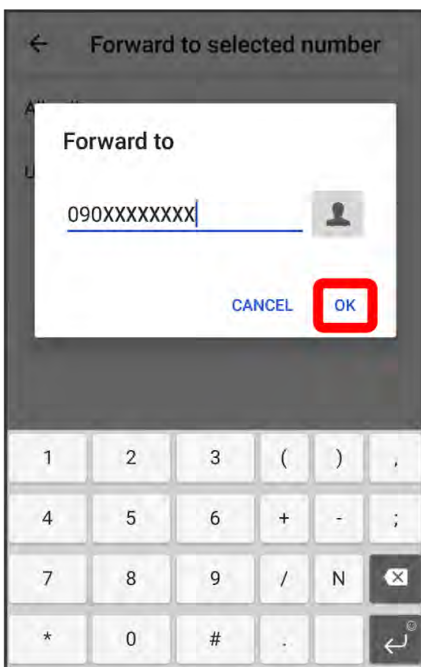 ← Forward to selected number
Forward to
090XXXXXXXX
CANCEL OK
1 2 3 ( ) ,
4 5 6 + - ;
7 8 9 / N
* 0 # .